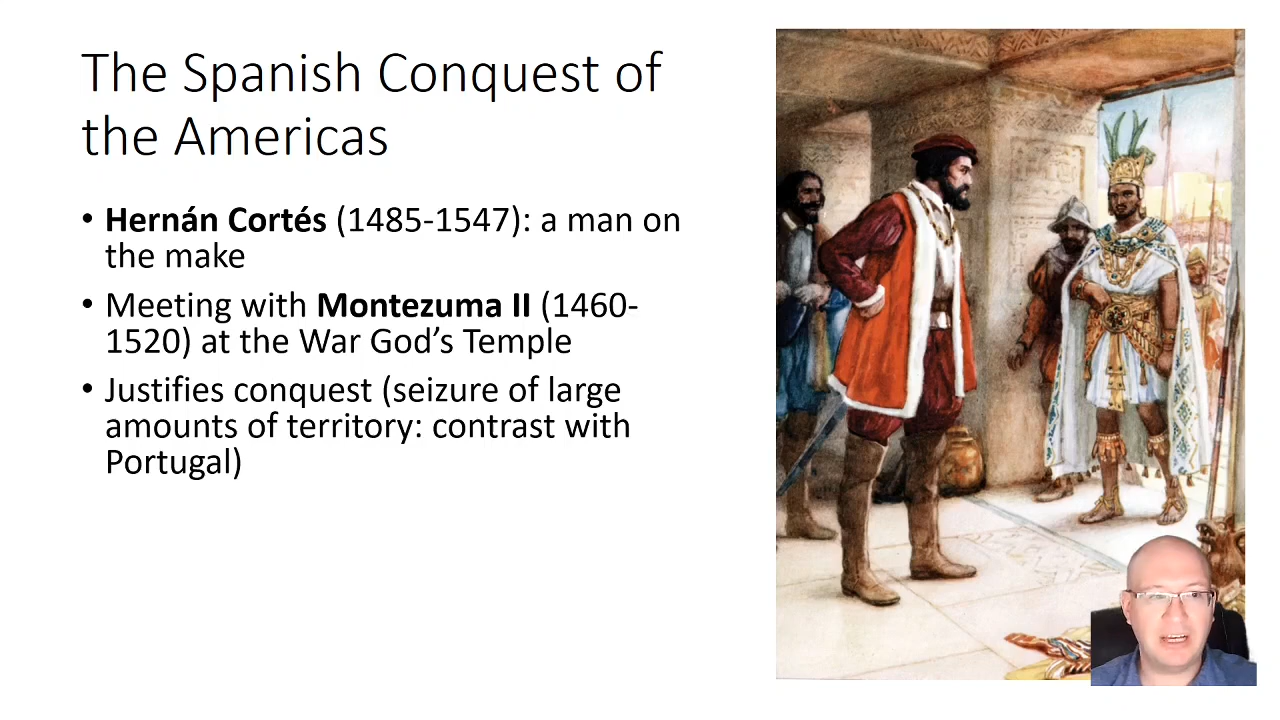 The Spanish Conquest of
the Americas
• Hernán Cortés (1485-1547): a man on
the make
• Meeting with Montezuma II (1460-
1520) at the War God’s Temple
• Justifies conquest (seizure of large
amounts of territory: contrast with
Portugal)